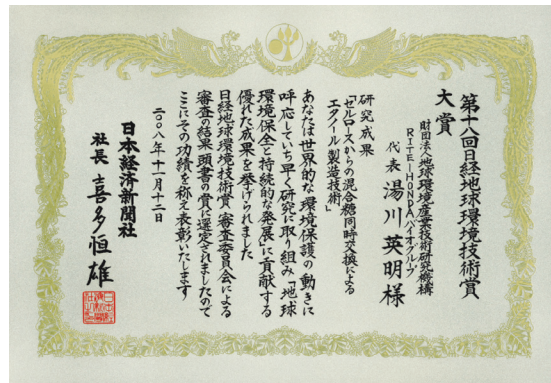 第十八回日経地球環境技術賞
大賞
財団法人地球環境産業技術研究機構
RITE-HONDAバイオグループ
代表 湯川英明様
研究成果
「セルロースからの混合糖同時変換による
エタノール製造技術」
あなたは世界的な環境保護の動きに
呼応していち早く研究に取り組み「地球
環境保全と持続的な発展」に貢献する
優れた成果を挙げられました
日経地球環境技術賞審査委員会による
審査の結果頭書の賞に選定されましたので
ここにその功績を称え表彰いたします
二〇〇八年十一月十二日
日本経済新聞社
社長 喜多恒雄